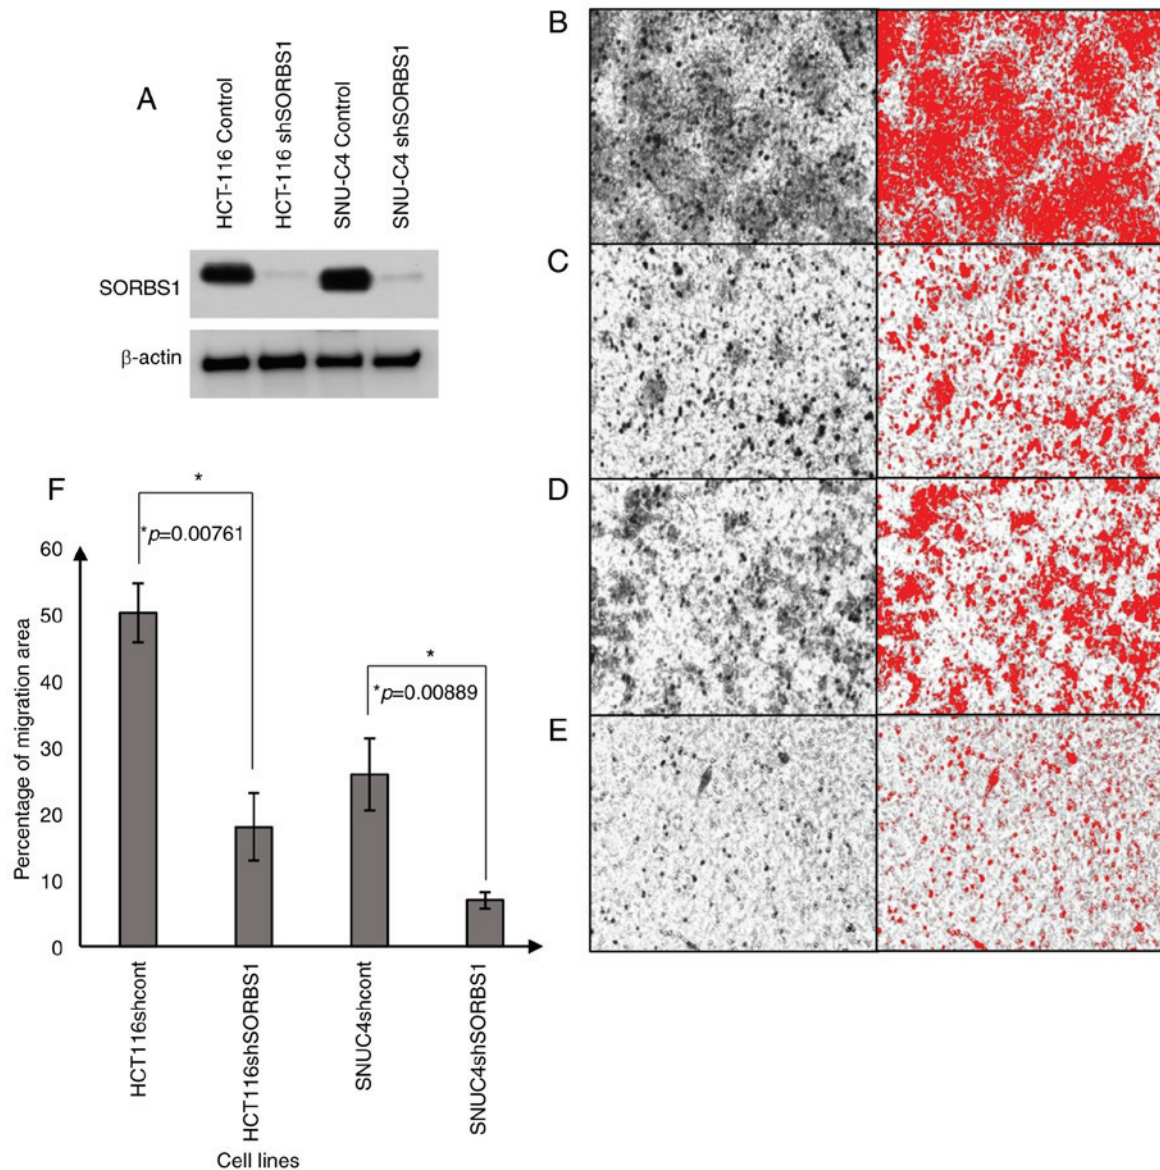 A
HCT-116 Control
HCT-116 shSORBS1
SNU-C4 Control
SNU-C4 shSORBS1
SORBS1
β-actin
B
C
D
E
F
*
*p=0.00761
*
*p=0.00889
Percentage of migration area
60
50
40
30
20
10
0
HCT116shcont
HCT116shSORBS1
SNUC4shcont
SNUC4shSORBS1
Cell lines